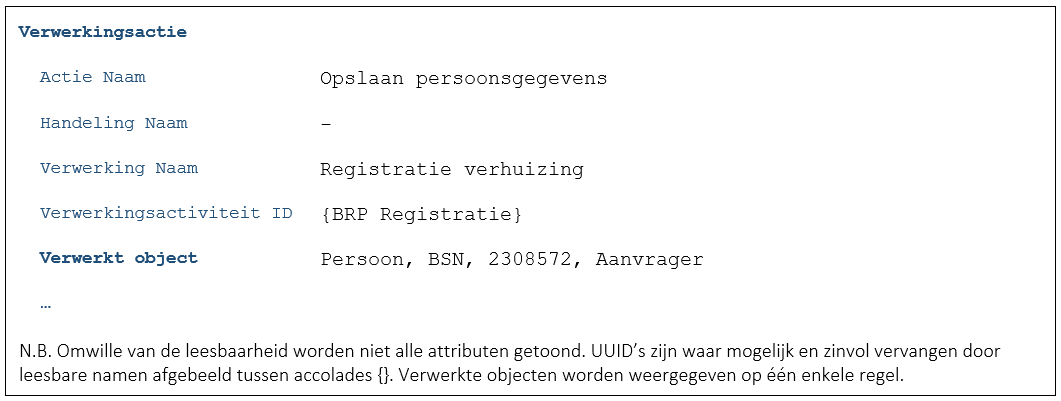 Verwerkingsactie
Actie Naam Opslaan persoonsgegevens
Handeling Naam –
Verwerking Naam Registratie verhuizing
Verwerkingsactiviteit ID {BRP Registratie}
Verwerkt object Persoon, BSN, 2308572, Aanvrager
…
N.B. Omwille van de leesbaarheid worden niet alle attributen getoond. UUID’s zijn waar mogelijk en zinvol vervangen door
leesbare namen afgebeeld tussen accolades {}. Verwerkte objecten worden weergegeven op één enkele regel.